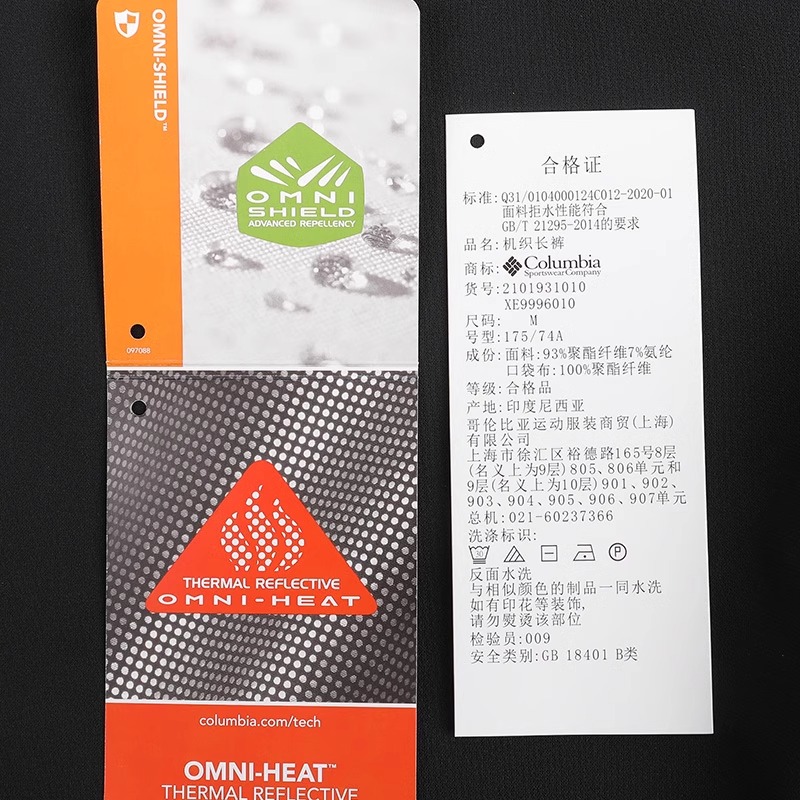 OMNI-SHIELD™
OMNI
SHIELD
ADVANCED REPELLENCY
097088
THERMAL REFLECTIVE
OMNI-HEAT
columbia.com/tech
OMNI-HEAT™
THERMAL REFLECTIVE
合格证
标准: Q31/0104000124C012-2020-01
面料拒水性能符合
GB/T 21295-2014的要求
品名: 机织长裤
商标: Columbia
Sportswear Company
货号: 2101931010
XE9996010
尺码: M
号型: 175/74A
成份: 面料: 93%聚酯纤维7%氨纶
口袋布: 100%聚酯纤维
等级: 合格品
产地: 印度尼西亚
哥伦比亚运动服装商贸(上海)
有限公司
上海市徐汇区裕德路165号8层
(名义上为9层) 805、806单元和
9层(名义上为10层) 901、902、
903、904、905、906、907单元
总机: 021-60237366
洗涤标识:
30 P
反面水洗
与相似颜色的制品一同水洗
如有印花等装饰,
请勿熨烫该部位
检验员: 009
安全类别: GB 18401 B类